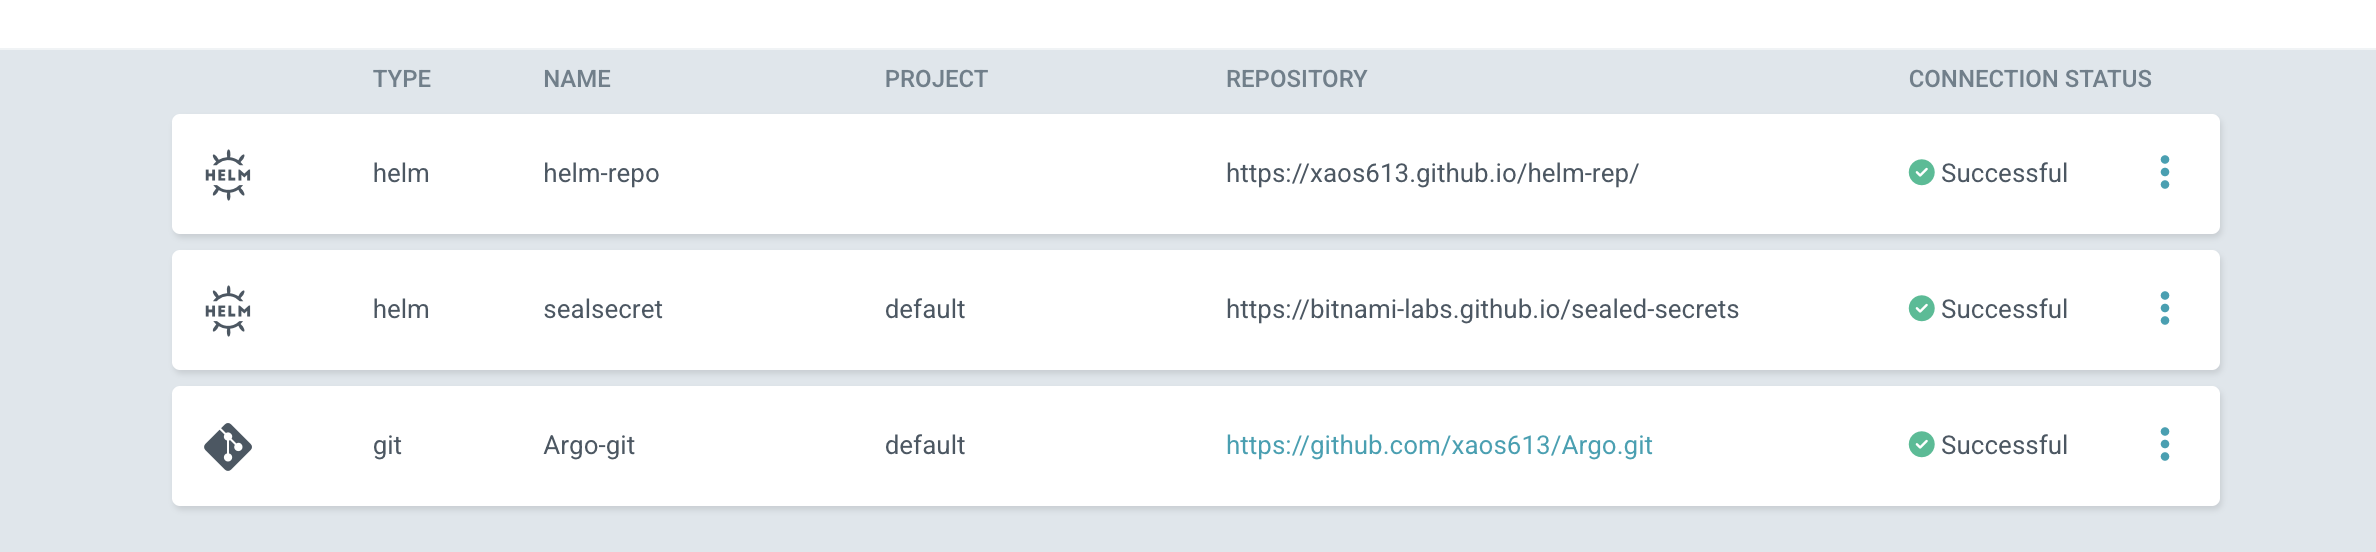 TYPE NAME PROJECT REPOSITORY CONNECTION STATUS
HELM helm helm-repo https://xaos613.github.io/helm-rep/ Successful
HELM helm sealsecret default https://bitnami-labs.github.io/sealed-secrets Successful
git Argo-git default https://github.com/xaos613/Argo.git Successful